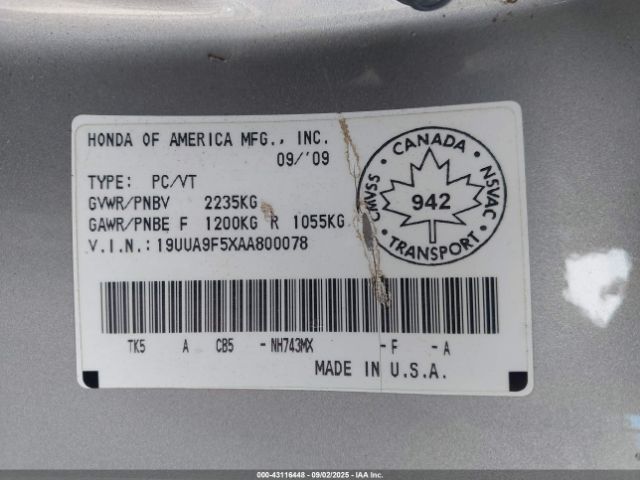 HONDA OF AMERICA MFG., INC.
09/'09
TYPE: PC/VT
GVWR/PNBV 2235KG
GAWR/PNBE F 1200KG R 1055KG
V.I.N.: 19UUA9F5XAA800078
CANADA
CMVSS 942 NSVAC
TRANSPORT
TK5 A CB5 -NH743MX -F -A
MADE IN U.S.A.
000-43116448 - 09/02/2025 - IAA Inc.